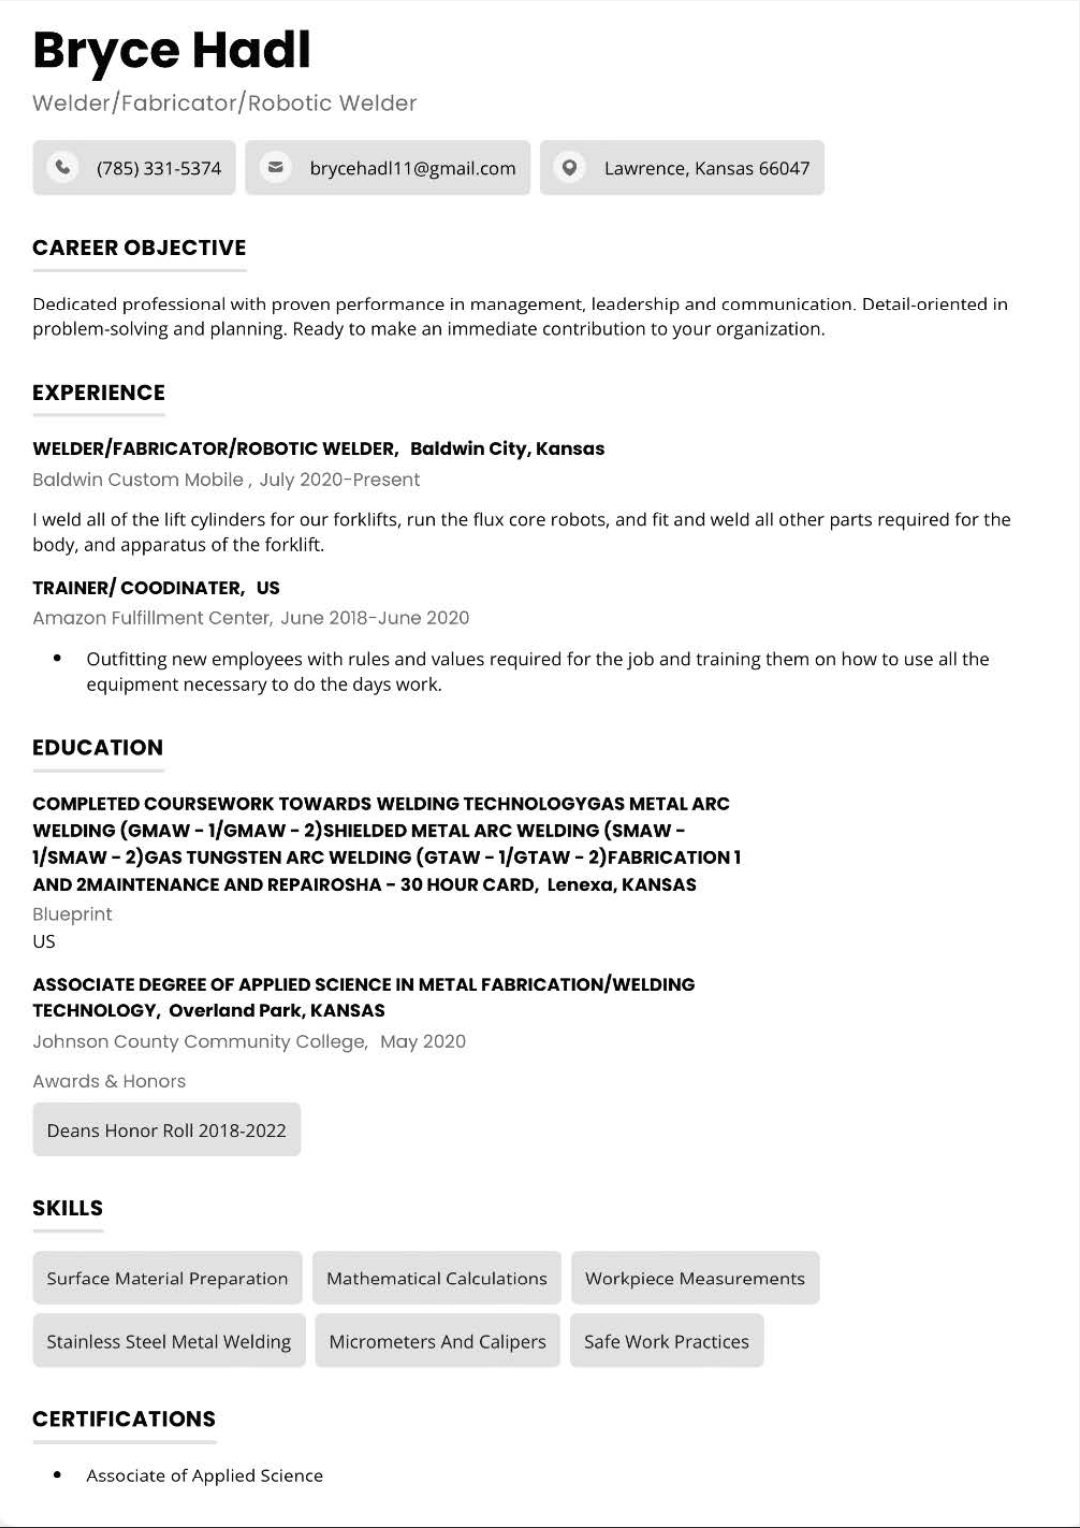 Bryce Hadl
Welder/Fabricator/Robotic Welder
(785) 331-5374 brycehadl11@gmail.com Lawrence, Kansas 66047
CAREER OBJECTIVE
Dedicated professional with proven performance in management, leadership and communication. Detail-oriented in
problem-solving and planning. Ready to make an immediate contribution to your organization.
EXPERIENCE
WELDER/FABRICATOR/ROBOTIC WELDER, Baldwin City, Kansas
Baldwin Custom Mobile , July 2020-Present
I weld all of the lift cylinders for our forklifts, run the flux core robots, and fit and weld all other parts required for the
body, and apparatus of the forklift.
TRAINER/ COODINATER, US
Amazon Fulfillment Center, June 2018-June 2020
• Outfitting new employees with rules and values required for the job and training them on how to use all the
equipment necessary to do the days work.
EDUCATION
COMPLETED COURSEWORK TOWARDS WELDING TECHNOLOGYGAS METAL ARC
WELDING (GMAW - 1/GMAW - 2)SHIELDED METAL ARC WELDING (SMAW -
1/SMAW - 2)GAS TUNGSTEN ARC WELDING (GTAW - 1/GTAW - 2)FABRICATION 1
AND 2MAINTENANCE AND REPAIROSHA - 30 HOUR CARD, Lenexa, KANSAS
Blueprint
US
ASSOCIATE DEGREE OF APPLIED SCIENCE IN METAL FABRICATION/WELDING
TECHNOLOGY, Overland Park, KANSAS
Johnson County Community College, May 2020
Awards & Honors
Deans Honor Roll 2018-2022
SKILLS
Surface Material Preparation Mathematical Calculations Workpiece Measurements
Stainless Steel Metal Welding Micrometers And Calipers Safe Work Practices
CERTIFICATIONS
• Associate of Applied Science